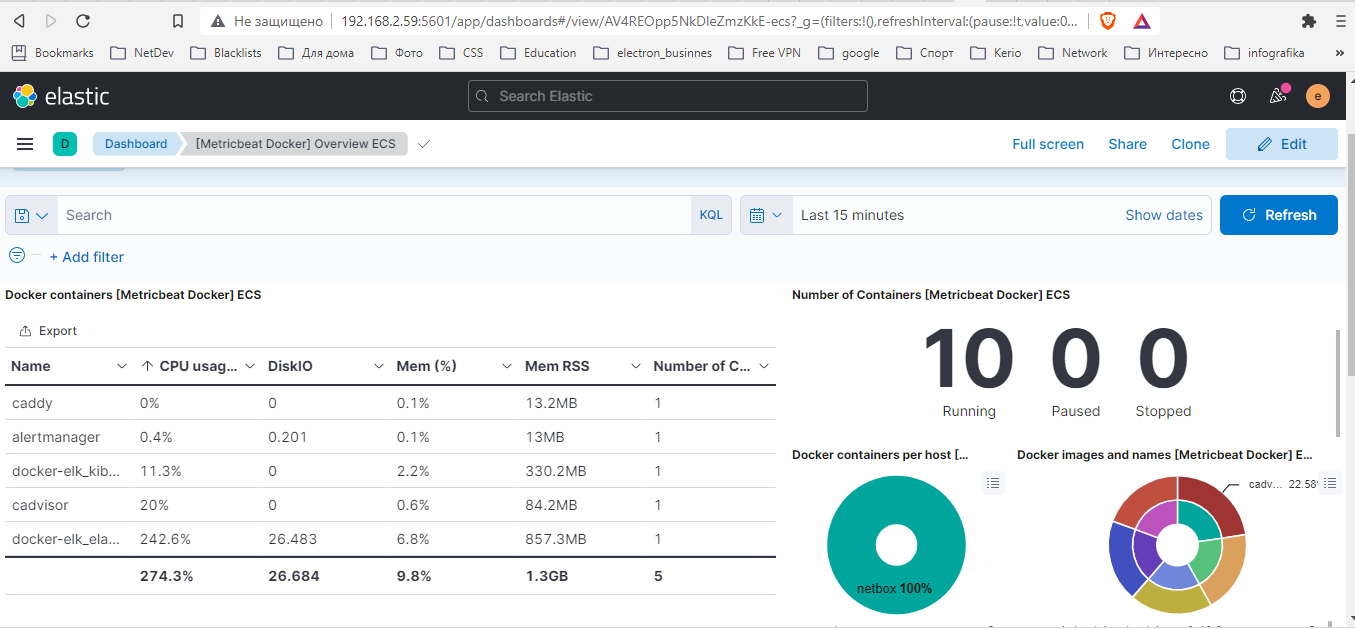 Не защищено 192.168.2.59:5601/app/dashboards#/view/AV4REOpp5NkDleZmzKkE-ecs?_g=(filters:!(),refreshInterval:(pause:!t,value:0...
Bookmarks NetDev Blacklists Для дома Фото CSS Education electron_businnes Free VPN google Спорт Kerio Network Интересно infografika »
elastic Search Elastic e
D Dashboard [Metricbeat Docker] Overview ECS Full screen Share Clone Edit
Search KQL Last 15 minutes Show dates Refresh
+ Add filter
Docker containers [Metricbeat Docker] ECS
Export
Name CPU usag... DiskIO Mem (%) Mem RSS Number of C...
caddy 0% 0 0.1% 13.2MB 1
alertmanager 0.4% 0.201 0.1% 13MB 1
docker-elk_kib... 11.3% 0 2.2% 330.2MB 1
cadvisor 20% 0 0.6% 84.2MB 1
docker-elk_ela... 242.6% 26.483 6.8% 857.3MB 1
274.3% 26.684 9.8% 1.3GB 5
Number of Containers [Metricbeat Docker] ECS
10 0 0
Running Paused Stopped
Docker containers per host [...
netbox 100%
Docker images and names [Metricbeat Docker] E...
cadv... 22.58%